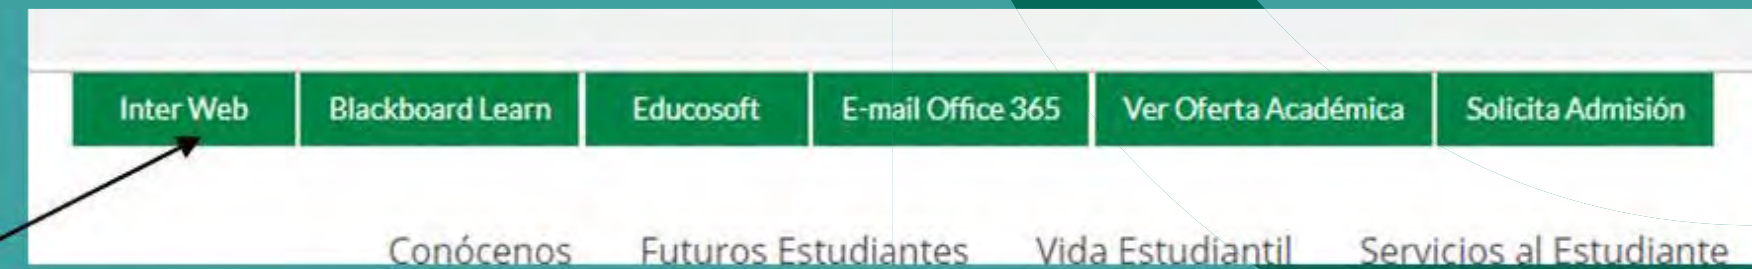 Inter Web Blackboard Learn Educosoft E-mail Office 365 Ver Oferta Académica Solicita Admisión
Conócenos Futuros Estudiantes Vida Estudiantil Servicios al Estudiante